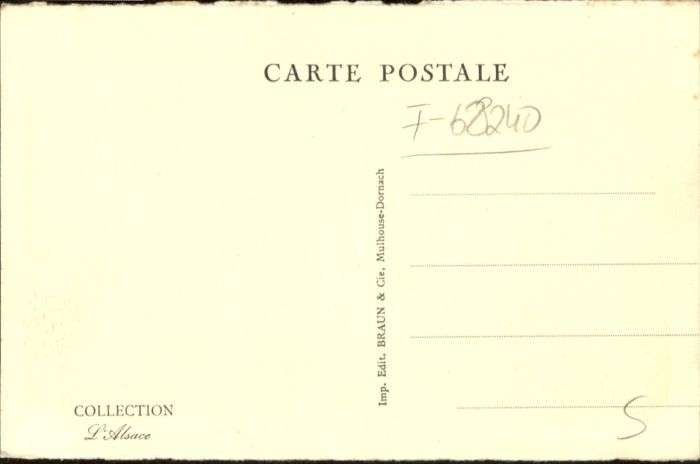 CARTE POSTALE
F-68240
Imp. Edit. BRAUN & Cie, Mulhouse-Dornach
COLLECTION
L'Alsace
S